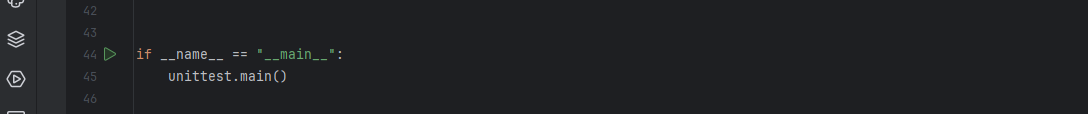 42
43
44 if __name__ == "__main__":
45     unittest.main()
46